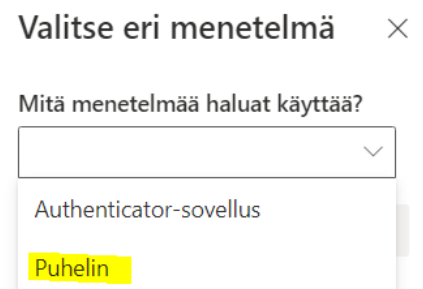 Valitse eri menetelmä
Mitä menetelmää haluat käyttää?
Authenticator-sovellus
Puhelin